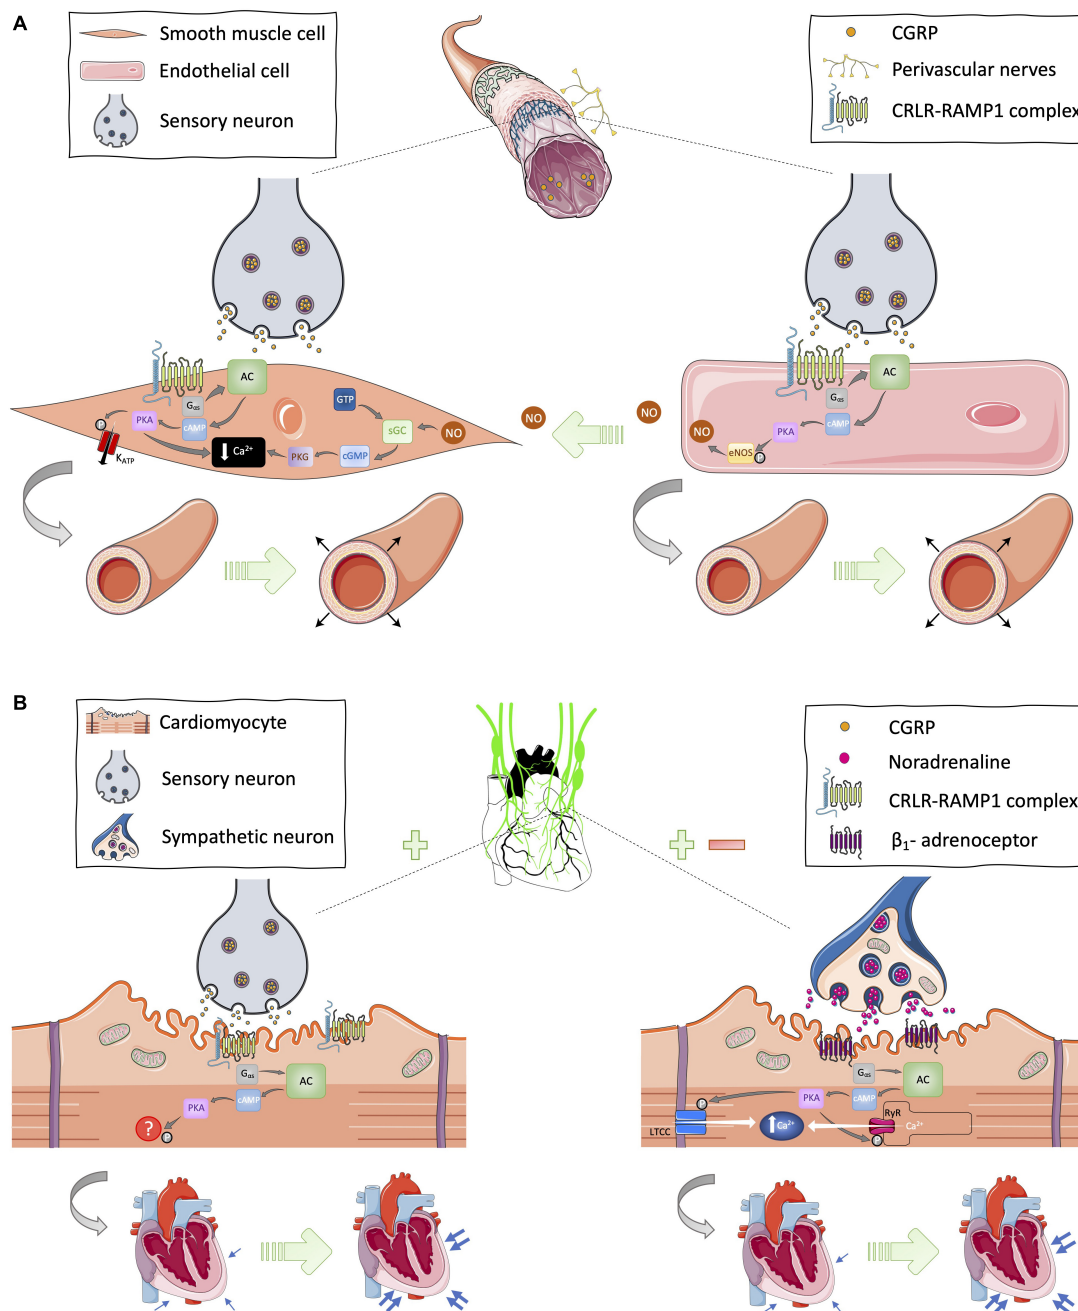 A
Smooth muscle cell
Endothelial cell
Sensory neuron
CGRP
Perivascular nerves
CRLR-RAMP1 complex
AC
Gαs
cAMP
PKA
P
KATP
GTP
sGC
NO
cGMP
PKG
Ca2+
NO
NO
AC
Gαs
cAMP
PKA
eNOS
P
NO
B
Cardiomyocyte
Sensory neuron
Sympathetic neuron
CGRP
Noradrenaline
CRLR-RAMP1 complex
β1- adrenoceptor
Gαs
AC
cAMP
PKA
?
P
Gαs
AC
cAMP
PKA
P
LTCC
Ca2+
RyR
Ca2+
P